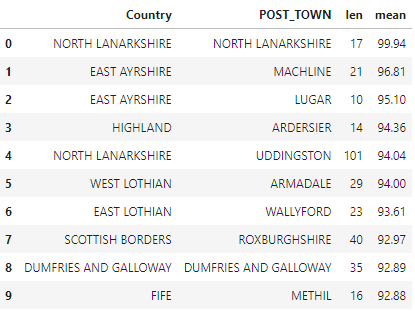 Country POST_TOWN len mean
0 NORTH LANARKSHIRE NORTH LANARKSHIRE 17 99.94
1 EAST AYRSHIRE MACHLINE 21 96.81
2 EAST AYRSHIRE LUGAR 10 95.10
3 HIGHLAND ARDERSIER 14 94.36
4 NORTH LANARKSHIRE UDDINGSTON 101 94.04
5 WEST LOTHIAN ARMADALE 29 94.00
6 EAST LOTHIAN WALLYFORD 23 93.61
7 SCOTTISH BORDERS ROXBURGHSHIRE 40 92.97
8 DUMFRIES AND GALLOWAY DUMFRIES AND GALLOWAY 35 92.89
9 FIFE METHIL 16 92.88